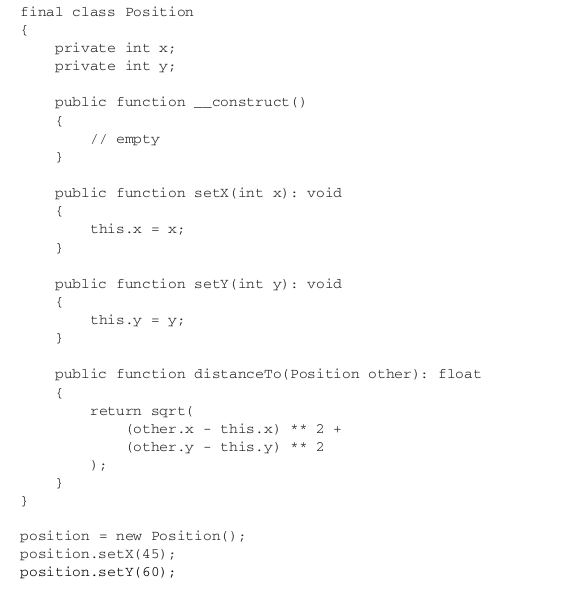 final class Position
{
    private int x;
    private int y;

    public function __construct()
    {
        // empty
    }

    public function setX(int x): void
    {
        this.x = x;
    }

    public function setY(int y): void
    {
        this.y = y;
    }

    public function distanceTo(Position other): float
    {
        return sqrt(
            (other.x - this.x) ** 2 +
            (other.y - this.y) ** 2
        );
    }
}

position = new Position();
position.setX(45);
position.setY(60);